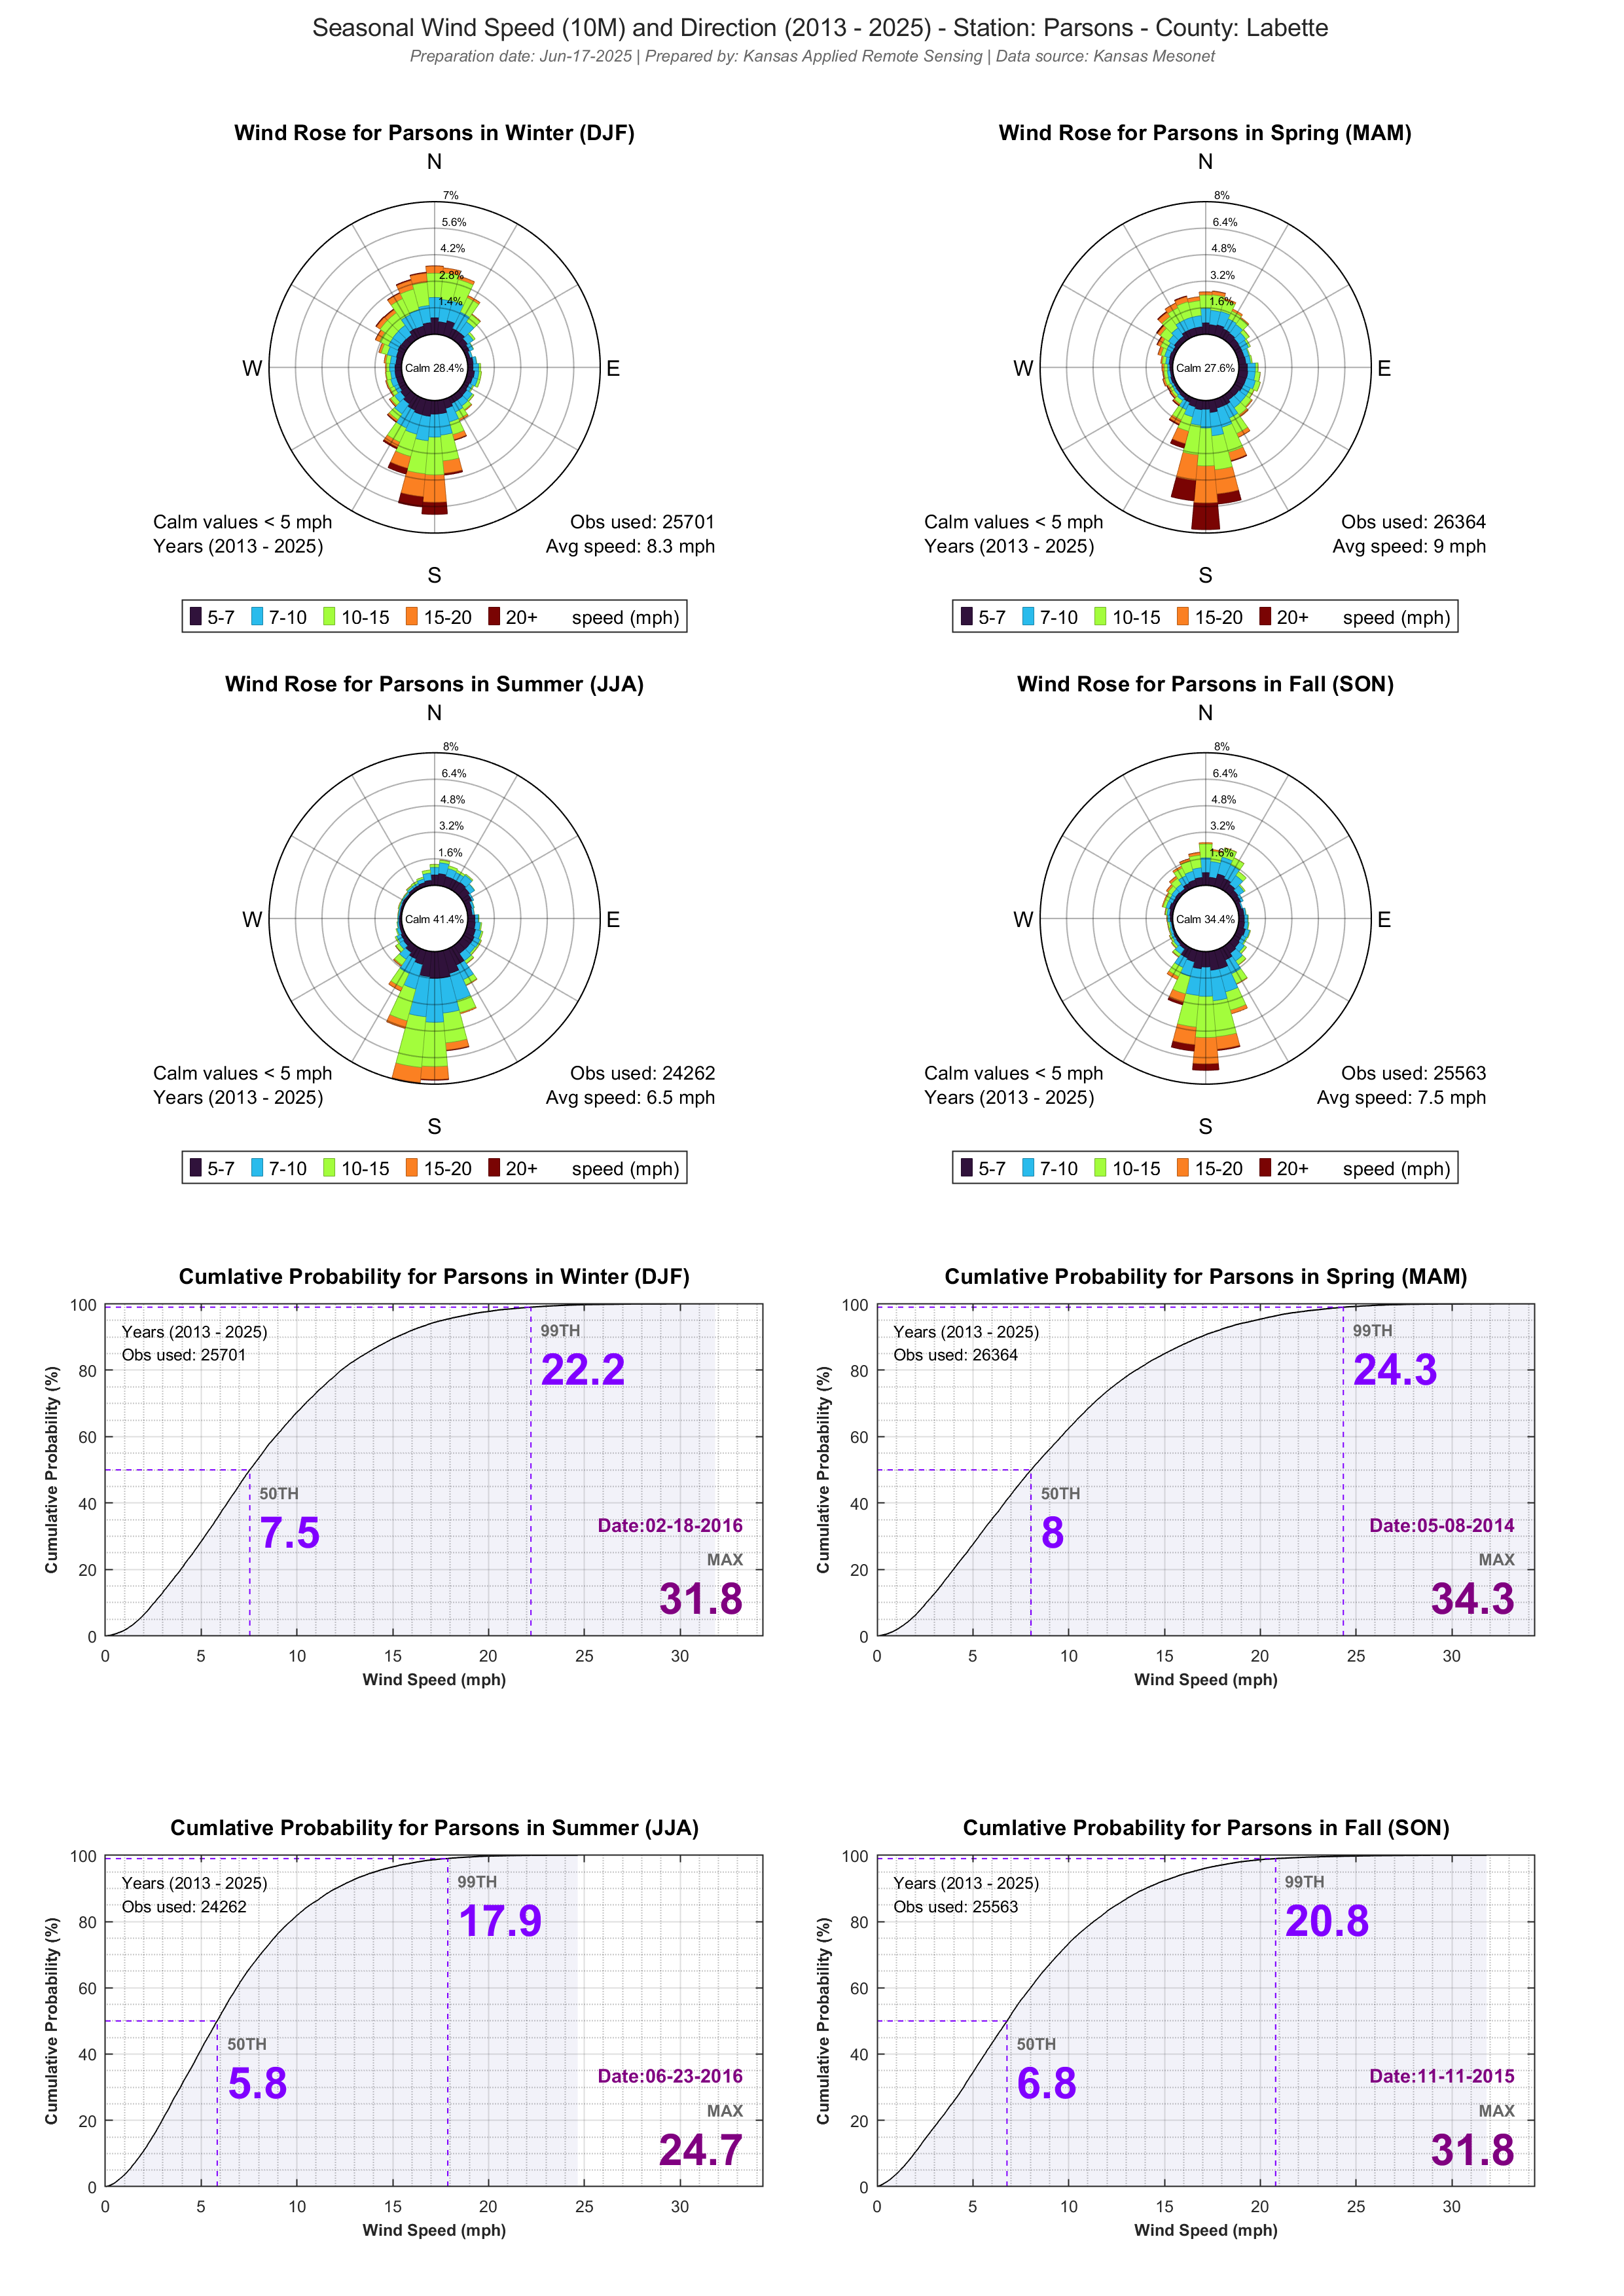 Seasonal Wind Speed (10M) and Direction (2013 - 2025) - Station: Parsons - County: Labette
Preparation date: Jun-17-2025 | Prepared by: Kansas Applied Remote Sensing | Data source: Kansas Mesonet
Wind Rose for Parsons in Winter (DJF)
N
7%
5.6%
4.2%
2.8%
1.4%
W
Calm 28.4%
E
Calm values < 5 mph
Years (2013 - 2025)
Obs used: 25701
Avg speed: 8.3 mph
S
5-7 7-10 10-15 15-20 20+ speed (mph)
Wind Rose for Parsons in Spring (MAM)
N
8%
6.4%
4.8%
3.2%
1.6%
W
Calm 27.6%
E
Calm values < 5 mph
Years (2013 - 2025)
Obs used: 26364
Avg speed: 9 mph
S
5-7 7-10 10-15 15-20 20+ speed (mph)
Wind Rose for Parsons in Summer (JJA)
N
8%
6.4%
4.8%
3.2%
1.6%
W
Calm 41.4%
E
Calm values < 5 mph
Years (2013 - 2025)
Obs used: 24262
Avg speed: 6.5 mph
S
5-7 7-10 10-15 15-20 20+ speed (mph)
Wind Rose for Parsons in Fall (SON)
N
8%
6.4%
4.8%
3.2%
1.6%
W
Calm 34.4%
E
Calm values < 5 mph
Years (2013 - 2025)
Obs used: 25563
Avg speed: 7.5 mph
S
5-7 7-10 10-15 15-20 20+ speed (mph)
Cumlative Probability for Parsons in Winter (DJF)
Cumulative Probability (%)
100
80
60
40
20
0
Years (2013 - 2025)
Obs used: 25701
99TH
22.2
50TH
7.5
Date:02-18-2016
MAX
31.8
0 5 10 15 20 25 30
Wind Speed (mph)
Cumlative Probability for Parsons in Spring (MAM)
Cumulative Probability (%)
100
80
60
40
20
0
Years (2013 - 2025)
Obs used: 26364
99TH
24.3
50TH
8
Date:05-08-2014
MAX
34.3
0 5 10 15 20 25 30
Wind Speed (mph)
Cumlative Probability for Parsons in Summer (JJA)
Cumulative Probability (%)
100
80
60
40
20
0
Years (2013 - 2025)
Obs used: 24262
99TH
17.9
50TH
5.8
Date:06-23-2016
MAX
24.7
0 5 10 15 20 25 30
Wind Speed (mph)
Cumlative Probability for Parsons in Fall (SON)
Cumulative Probability (%)
100
80
60
40
20
0
Years (2013 - 2025)
Obs used: 25563
99TH
20.8
50TH
6.8
Date:11-11-2015
MAX
31.8
0 5 10 15 20 25 30
Wind Speed (mph)